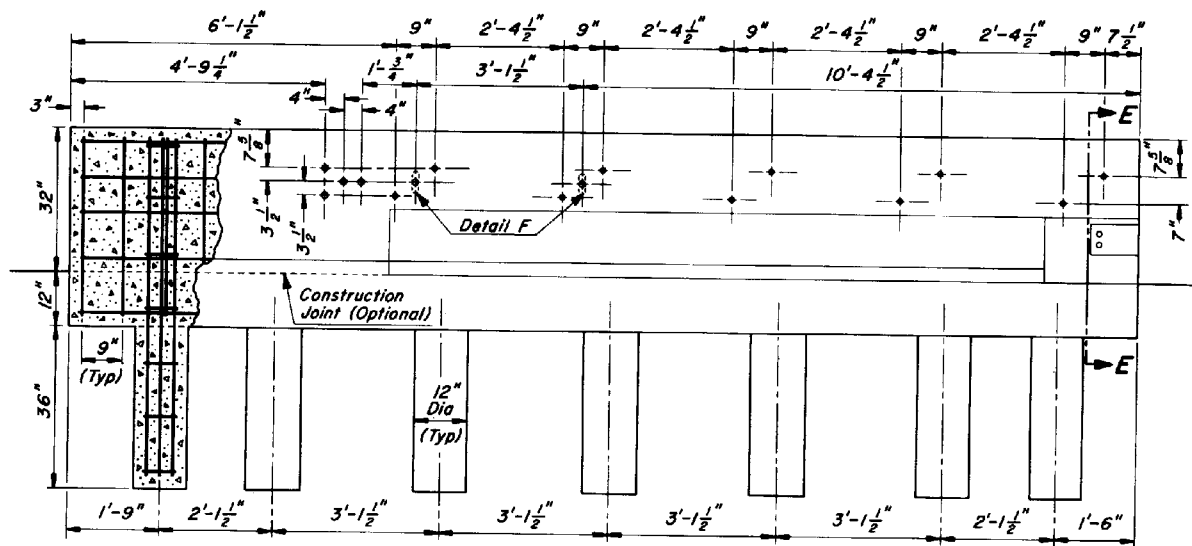 6'-1 1/2" 9" 2'-4 1/2" 9" 2'-4 1/2" 9" 2'-4 1/2" 9" 2'-4 1/2" 9" 7 1/2"
4'-9 1/4" 1'-3/4" 3'-1 1/2" 10'-4 1/2"
3" 4" 4"
E
7 5/8" 7 5/8"
32" 3 1/2" 3 1/2" 7"
Detail F
12"
Construction
Joint (Optional)
9"
(Typ)
E
36"
12"
Dia
(Typ)
1'-9" 2'-1 1/2" 3'-1 1/2" 3'-1 1/2" 3'-1 1/2" 3'-1 1/2" 2'-1 1/2" 1'-6"